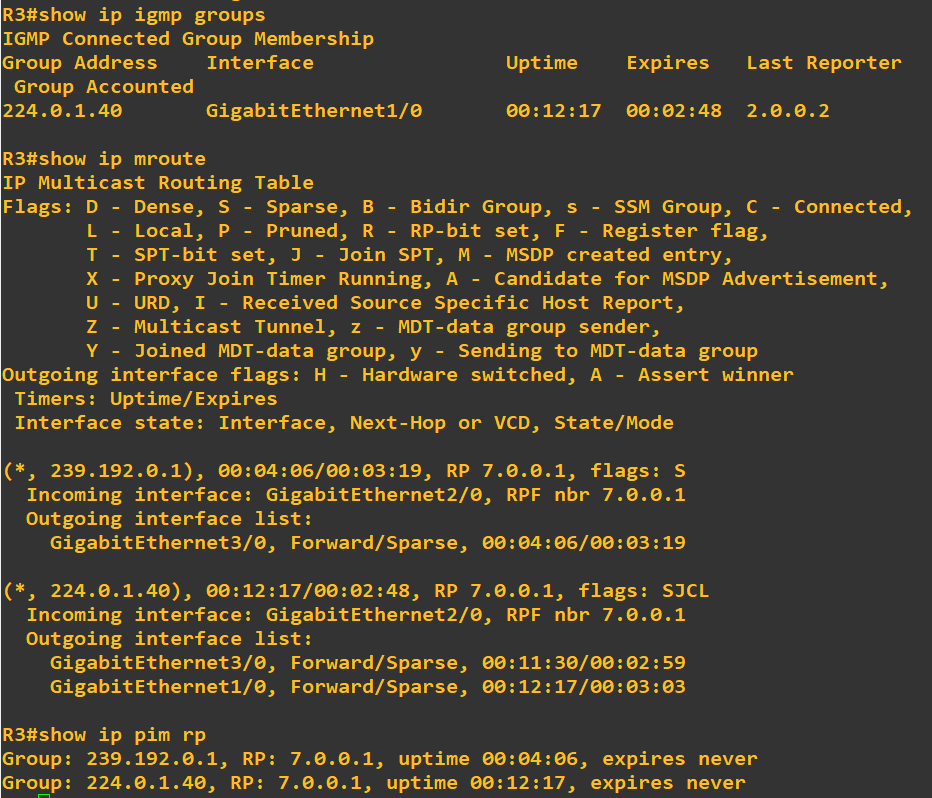 R3#show ip igmp groups
IGMP Connected Group Membership
Group Address    Interface                Uptime    Expires   Last Reporter
 Group Accounted
224.0.1.40       GigabitEthernet1/0       00:12:17  00:02:48  2.0.0.2
R3#show ip mroute
IP Multicast Routing Table
Flags: D - Dense, S - Sparse, B - Bidir Group, s - SSM Group, C - Connected,
       L - Local, P - Pruned, R - RP-bit set, F - Register flag,
       T - SPT-bit set, J - Join SPT, M - MSDP created entry,
       X - Proxy Join Timer Running, A - Candidate for MSDP Advertisement,
       U - URD, I - Received Source Specific Host Report,
       Z - Multicast Tunnel, z - MDT-data group sender,
       Y - Joined MDT-data group, y - Sending to MDT-data group
Outgoing interface flags: H - Hardware switched, A - Assert winner
 Timers: Uptime/Expires
 Interface state: Interface, Next-Hop or VCD, State/Mode
(*, 239.192.0.1), 00:04:06/00:03:19, RP 7.0.0.1, flags: S
  Incoming interface: GigabitEthernet2/0, RPF nbr 7.0.0.1
  Outgoing interface list:
    GigabitEthernet3/0, Forward/Sparse, 00:04:06/00:03:19
(*, 224.0.1.40), 00:12:17/00:02:48, RP 7.0.0.1, flags: SJCL
  Incoming interface: GigabitEthernet2/0, RPF nbr 7.0.0.1
  Outgoing interface list:
    GigabitEthernet3/0, Forward/Sparse, 00:11:30/00:02:59
    GigabitEthernet1/0, Forward/Sparse, 00:12:17/00:03:03
R3#show ip pim rp
Group: 239.192.0.1, RP: 7.0.0.1, uptime 00:04:06, expires never
Group: 224.0.1.40, RP: 7.0.0.1, uptime 00:12:17, expires never